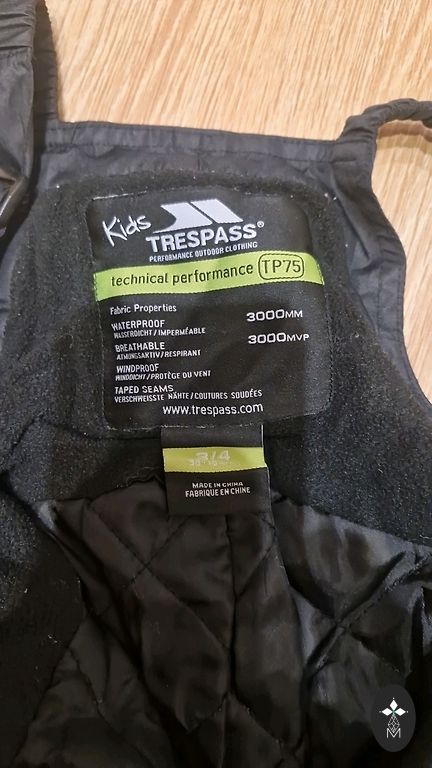 Kids
TRESPASS®
PERFORMANCE OUTDOOR CLOTHING
technical performance TP75
Fabric Properties
WATERPROOF 3000MM
WASSERDICHT/IMPERMÉABLE
BREATHABLE 3000MVP
ATMUNGSAKTIV/RESPIRANT
WINDPROOF
WINDDICHT/PROTÈGE DU VENT
TAPED SEAMS
VERSCHWEISSTE NÄHTE/COUTURES SOUDÉES
www.trespass.com
3/4
MADE IN CHINA
FABRIQUE EN CHINE
M